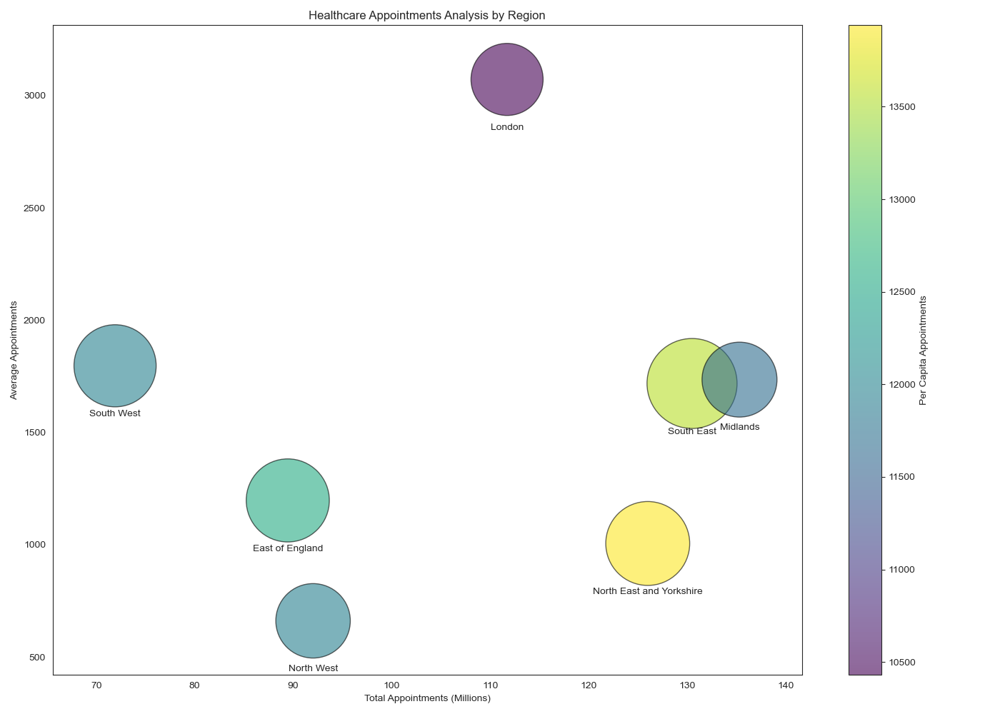 Healthcare Appointments Analysis by Region
3000
2500
2000
1500
1000
500
Average Appointments
London
South West
South East
Midlands
East of England
North East and Yorkshire
North West
70
80
90
100
110
120
130
140
Total Appointments (Millions)
13500
13000
12500
12000
11500
11000
10500
Per Capita Appointments